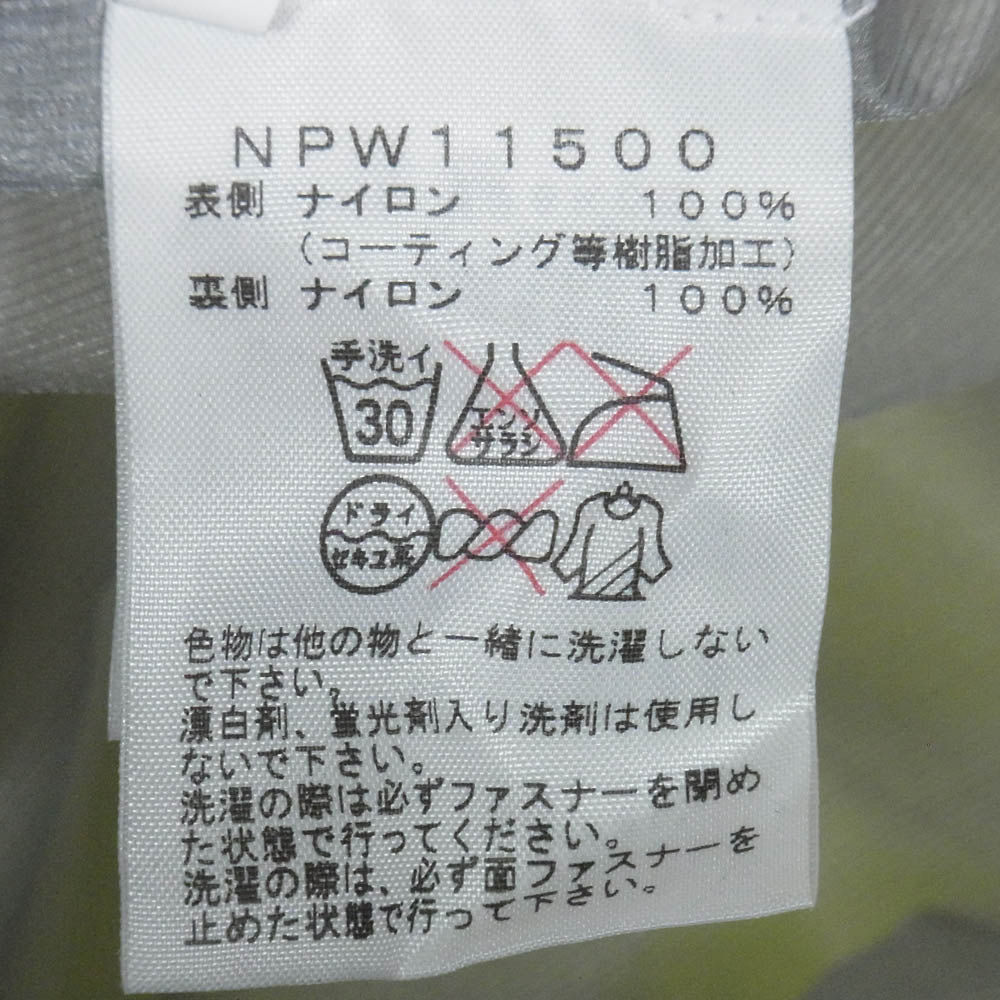 NPW11500
表側 ナイロン 100%
(コーティング等樹脂加工)
裏側 ナイロン 100%
手洗イ
30
エンソ
サラシ
ドライ
セキユ系
色物は他の物と一緒に洗濯しない
で下さい。
漂白剤、蛍光剤入り洗剤は使用し
ないで下さい。
洗濯の際は必ずファスナーを閉め
た状態で行ってください。
洗濯の際は、必ず面ファスナーを
止めた状態で行って下さい。